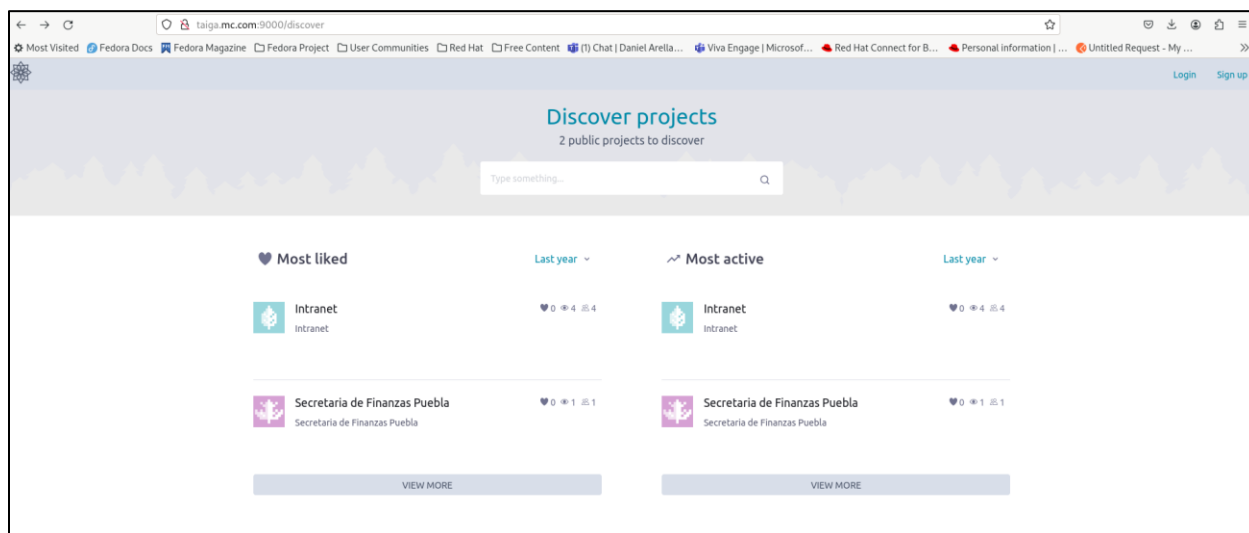 taiga.mc.com:9000/discover
Most Visited Fedora Docs Fedora Magazine Fedora Project User Communities Red Hat Free Content (1) Chat | Daniel Arella... Viva Engage | Microsof... Red Hat Connect for B... Personal information | ... Untitled Request - My ...
Login Sign up
Discover projects
2 public projects to discover
Type something...
Most liked Last year
Intranet 0 4 4
Intranet
Secretaria de Finanzas Puebla 0 1 1
Secretaria de Finanzas Puebla
VIEW MORE
Most active Last year
Intranet 0 4 4
Intranet
Secretaria de Finanzas Puebla 0 1 1
Secretaria de Finanzas Puebla
VIEW MORE